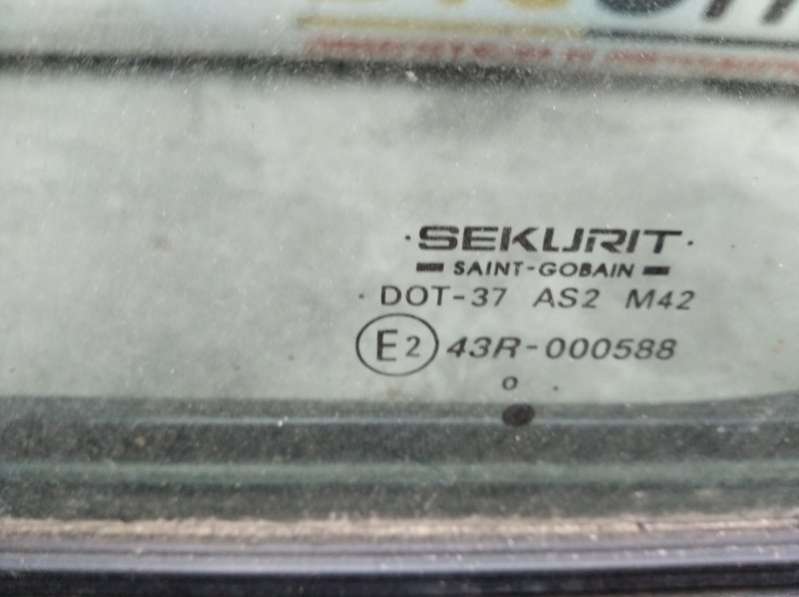 SEKURIT
SAINT-GOBAIN
DOT-37 AS2 M42
E2 43R-000588